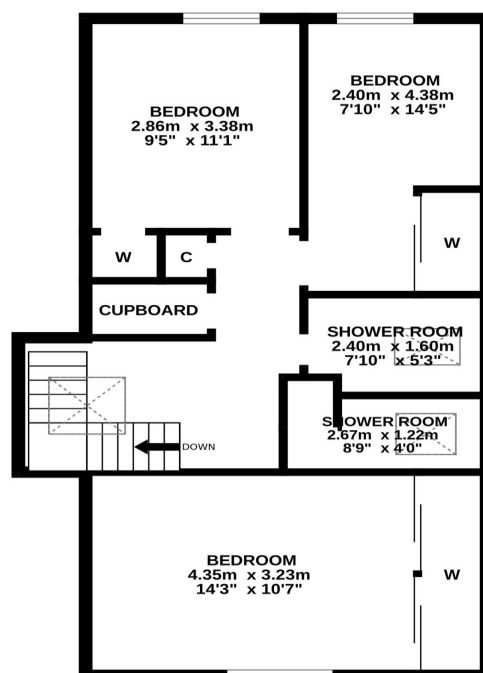 BEDROOM
2.86m x 3.38m
9'5" x 11'1"
BEDROOM
2.40m x 4.38m
7'10" x 14'5"
W
C
W
CUPBOARD
SHOWER ROOM
2.40m x 1.60m
7'10" x 5'3"
SHOWER ROOM
2.67m x 1.22m
8'9" x 4'0"
DOWN
BEDROOM
4.35m x 3.23m
14'3" x 10'7"
W